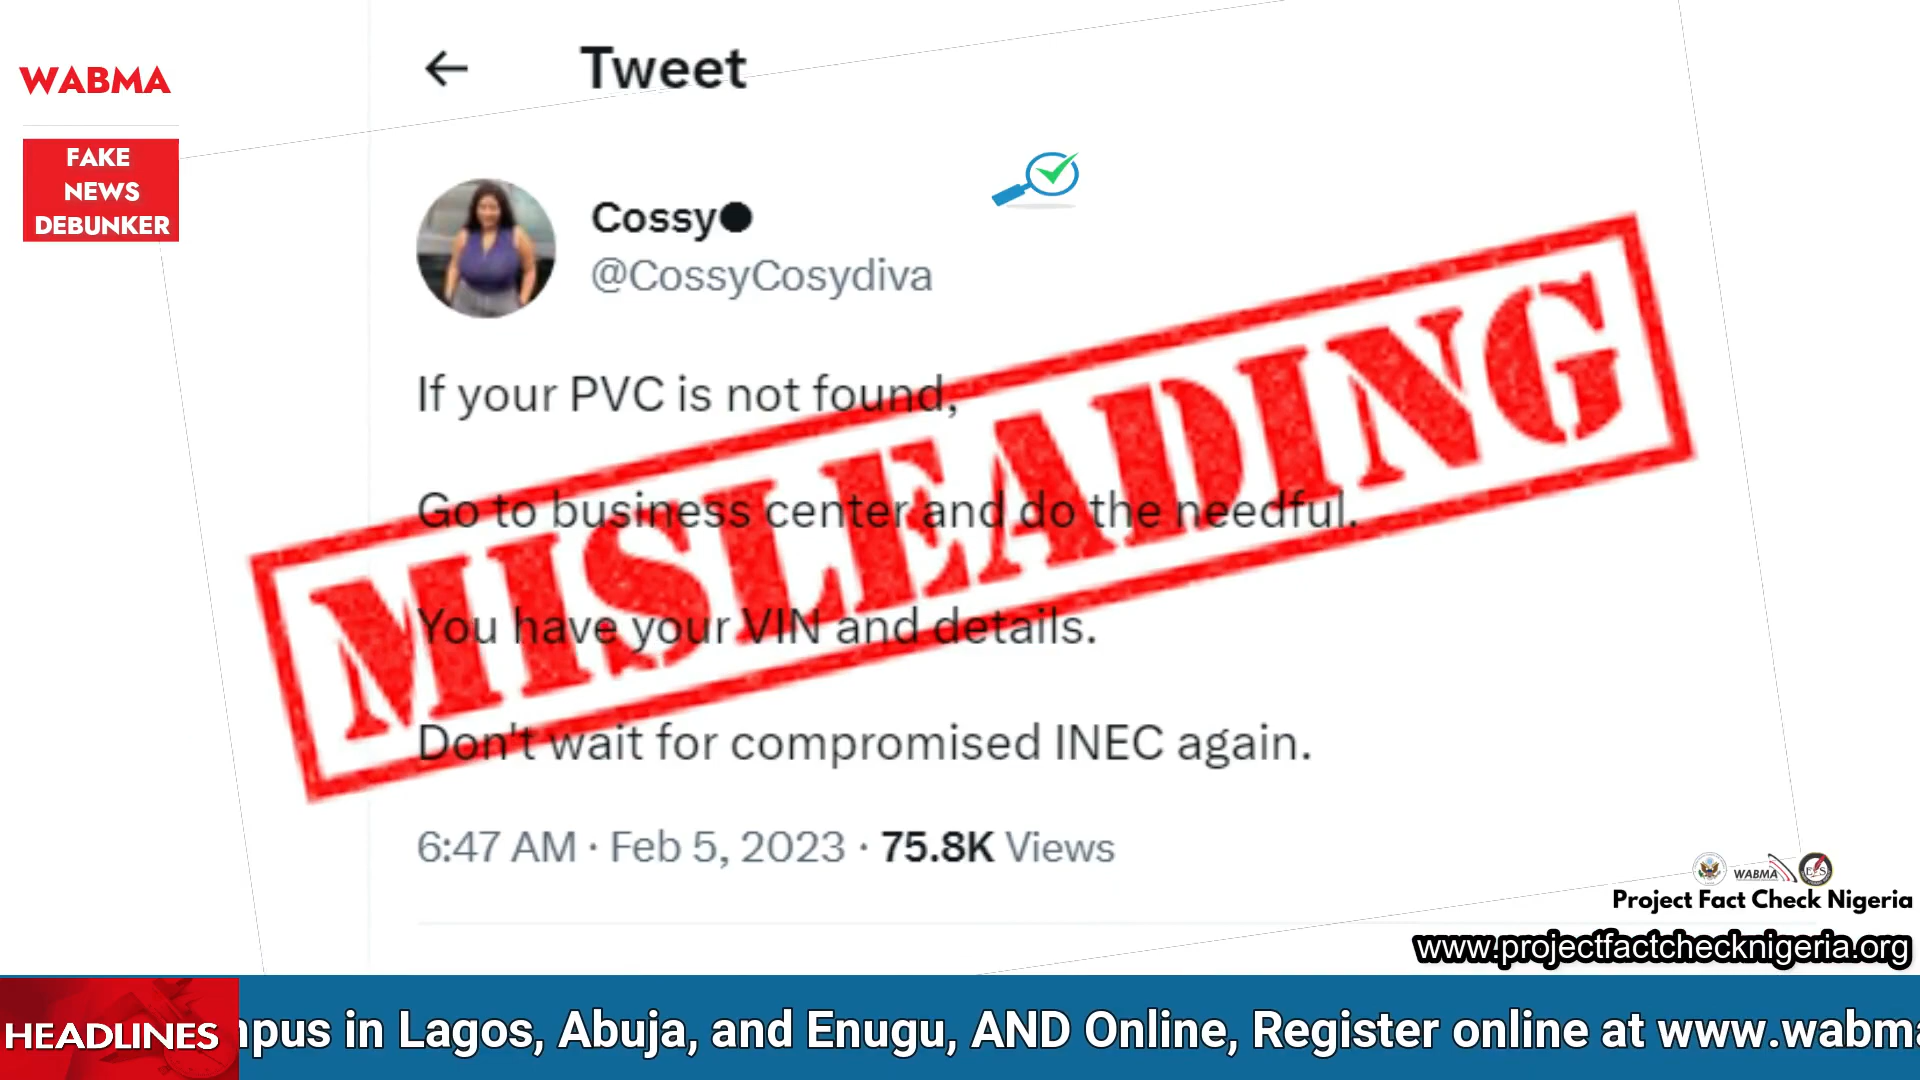 WABMA
FAKE
NEWS
DEBUNKER
Tweet
Cossy
@CossyCosydiva
If your PVC is not found,
Go to business center and do the needful.
You have your VIN and details.
Don't wait for compromised INEC again.
6:47 AM · Feb 5, 2023 · 75.8K Views
MISLEADING
WABMA
Project Fact Check Nigeria
www.projectfactchecknigeria.org
HEADLINES
npus in Lagos, Abuja, and Enugu, AND Online, Register online at www.wabma